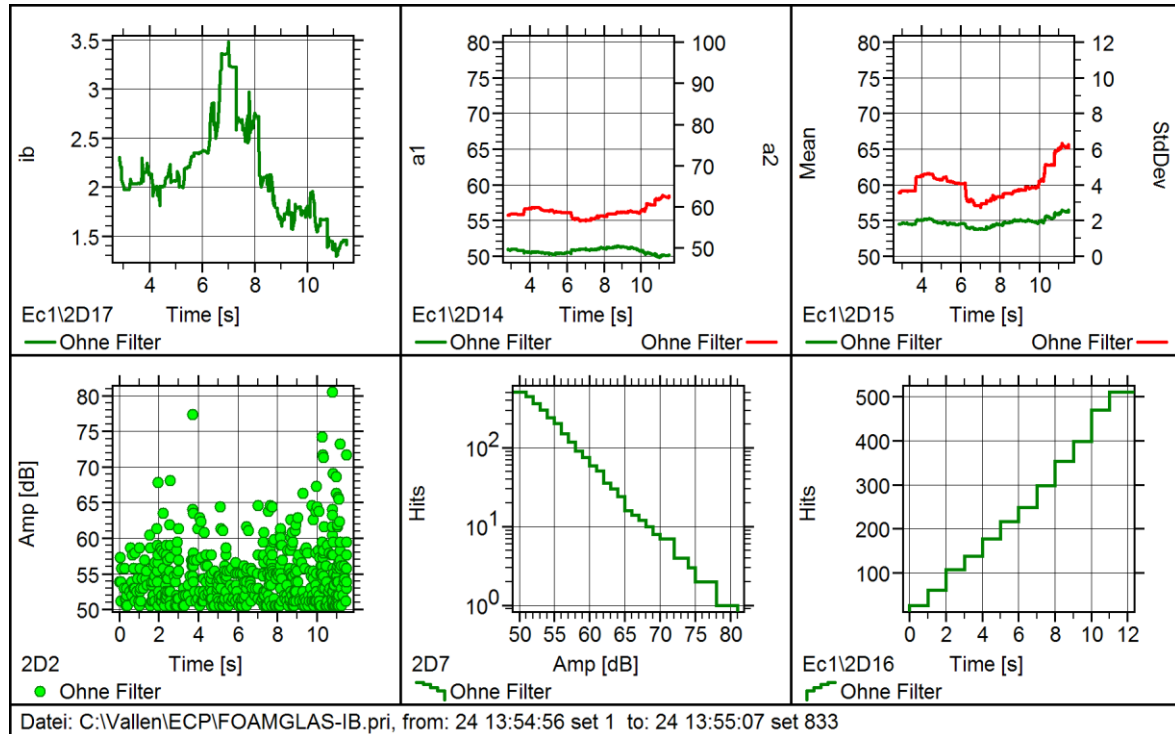 3.5
3
2.5
2
1.5
ib
4 6 8 10
Ec1\2D17 Time [s]
Ohne Filter
80
75
70
65
60
55
50
a1
100
90
80
70
60
50
a2
4 6 8 10
Ec1\2D14 Time [s]
Ohne Filter Ohne Filter
80
75
70
65
60
55
50
Mean
12
10
8
6
4
2
0
StdDev
4 6 8 10
Ec1\2D15 Time [s]
Ohne Filter Ohne Filter
80
75
70
65
60
55
50
Amp [dB]
0 2 4 6 8 10
2D2 Time [s]
Ohne Filter
10²
10¹
10⁰
Hits
50 55 60 65 70 75 80
2D7 Amp [dB]
Ohne Filter
500
400
300
200
100
Hits
0 2 4 6 8 10 12
Ec1\2D16 Time [s]
Ohne Filter
Datei: C:\Vallen\ECP\FOAMGLAS-IB.pri, from: 24 13:54:56 set 1 to: 24 13:55:07 set 833